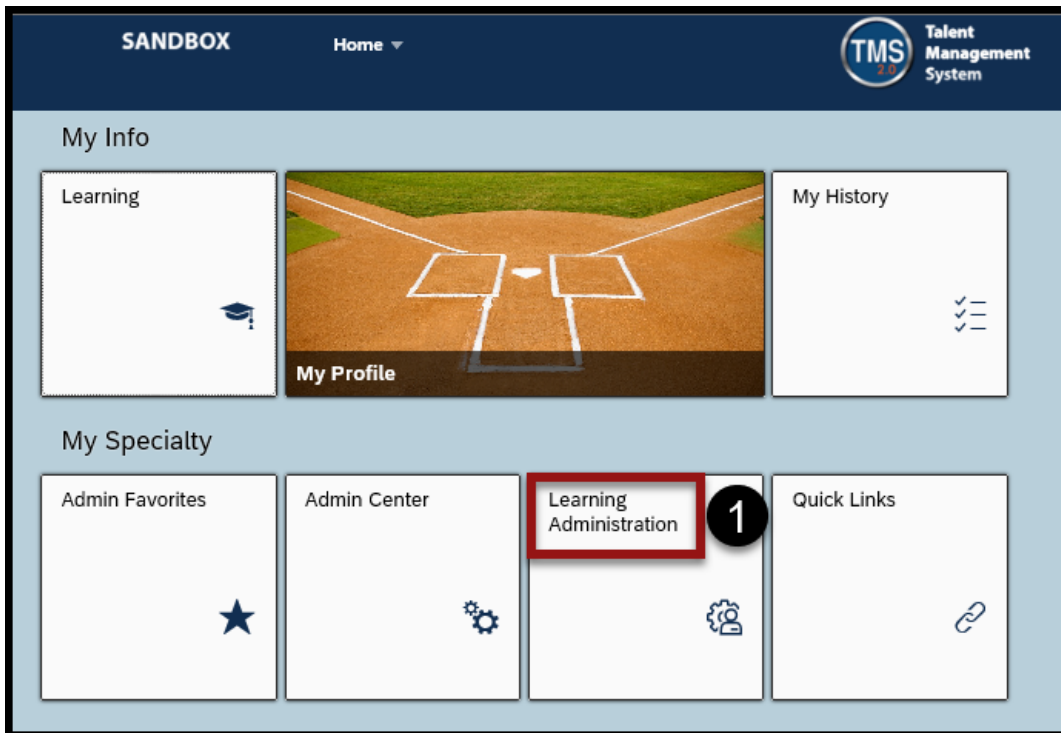 SANDBOX
Home
TMS
2.0
Talent
Management
System
My Info
Learning
My Profile
My History
My Specialty
Admin Favorites
Admin Center
Learning
Administration
1
Quick Links